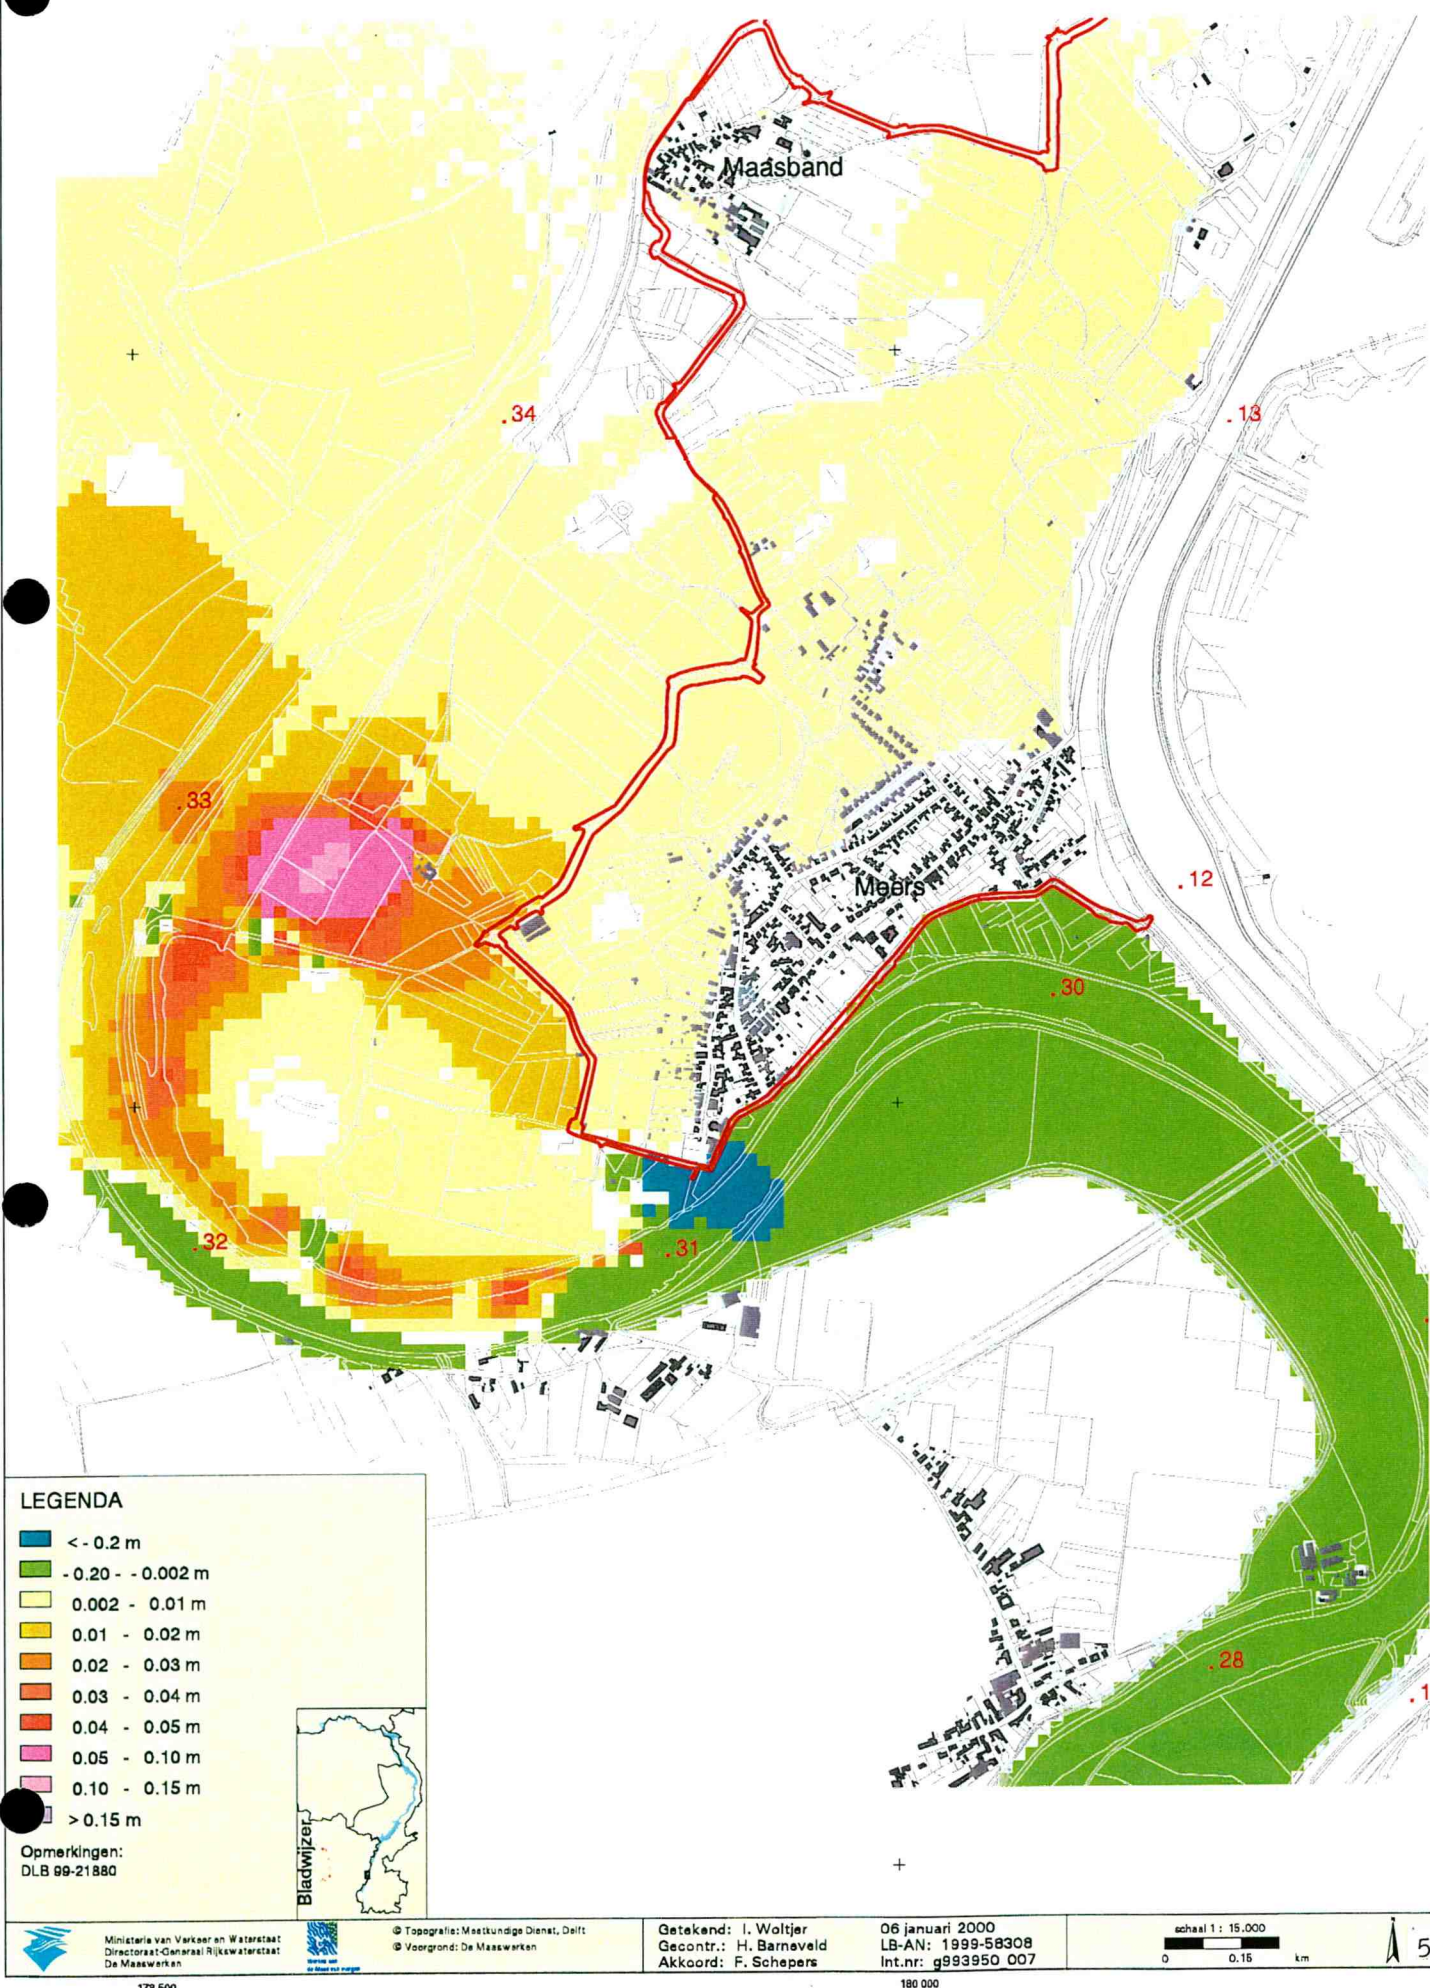 Maasband
.34
.13
.33
Meers
.12
.30
.32
.31
.28
.1
LEGENDA
< - 0.2 m
- 0.20 - - 0.002 m
0.002 - 0.01 m
0.01 - 0.02 m
0.02 - 0.03 m
0.03 - 0.04 m
0.04 - 0.05 m
0.05 - 0.10 m
0.10 - 0.15 m
> 0.15 m
Opmerkingen:
DLB 99-21880
Bladwijzer
Ministerie van Verkeer en Waterstaat
Directoraat-Generaal Rijkswaterstaat
De Maaswerken
© Topografie: Meetkundige Dienst, Delft
© Voorgrond: De Maaswerken
Getekend: I. Woltjer
Gecontr.: H. Barneveld
Akkoord: F. Schepers
06 januari 2000
LB-AN: 1999-58308
Int.nr: g993950_007
schaal 1 : 15.000
0 0.15 km
5
180 000